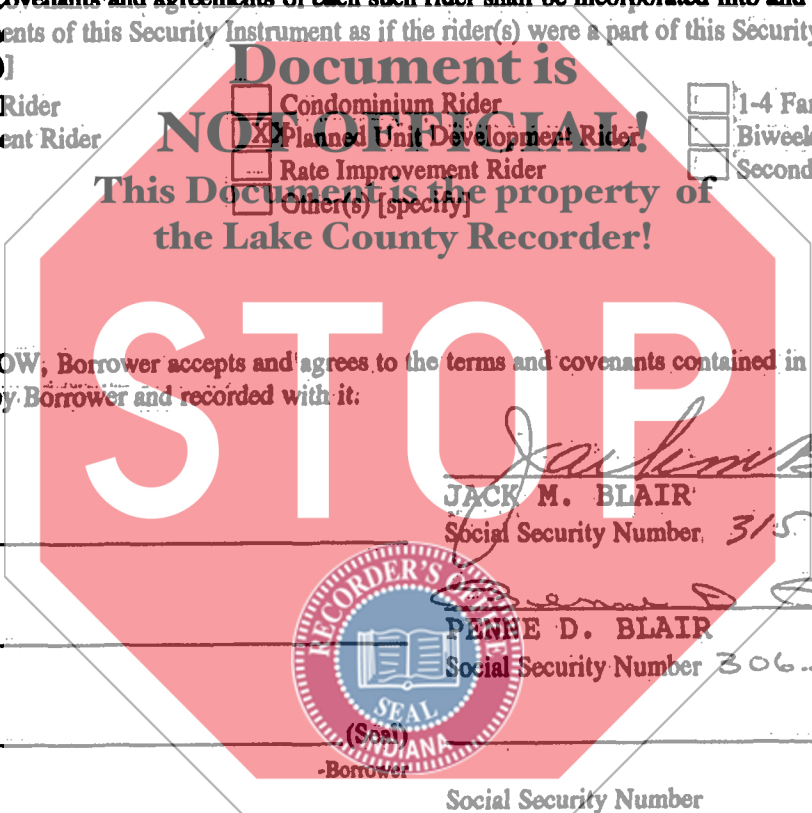 covenants and agreements of each such rider shall be incorporated into and
ents of this Security Instrument as if the rider(s) were a part of this Security
Document is
Rider
Condominium Rider
1-4 Fa
NOT OFFICIAL!
ent Rider
XX Planned Unit Development Rider
Biweek
Rate Improvement Rider
Second
This Document is the property of
Other(s) [specify]
the Lake County Recorder!
STOP
OW, Borrower accepts and agrees to the terms and covenants contained in
y Borrower and recorded with it.
JACK M. BLAIR
Social Security Number 315
RECORDER'S OFFICE
PENNE D. BLAIR
Social Security Number 306-
SEAL
(Seal)
INDIANA
-Borrower
Social Security Number